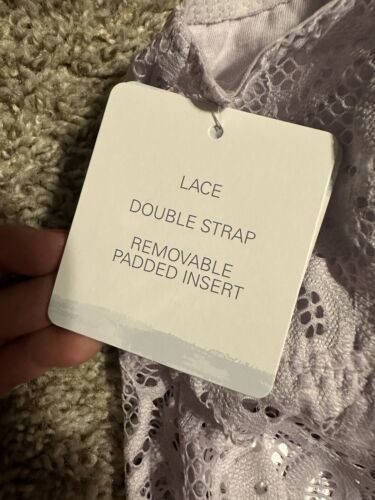 LACE
DOUBLE STRAP
REMOVABLE
PADDED INSERT